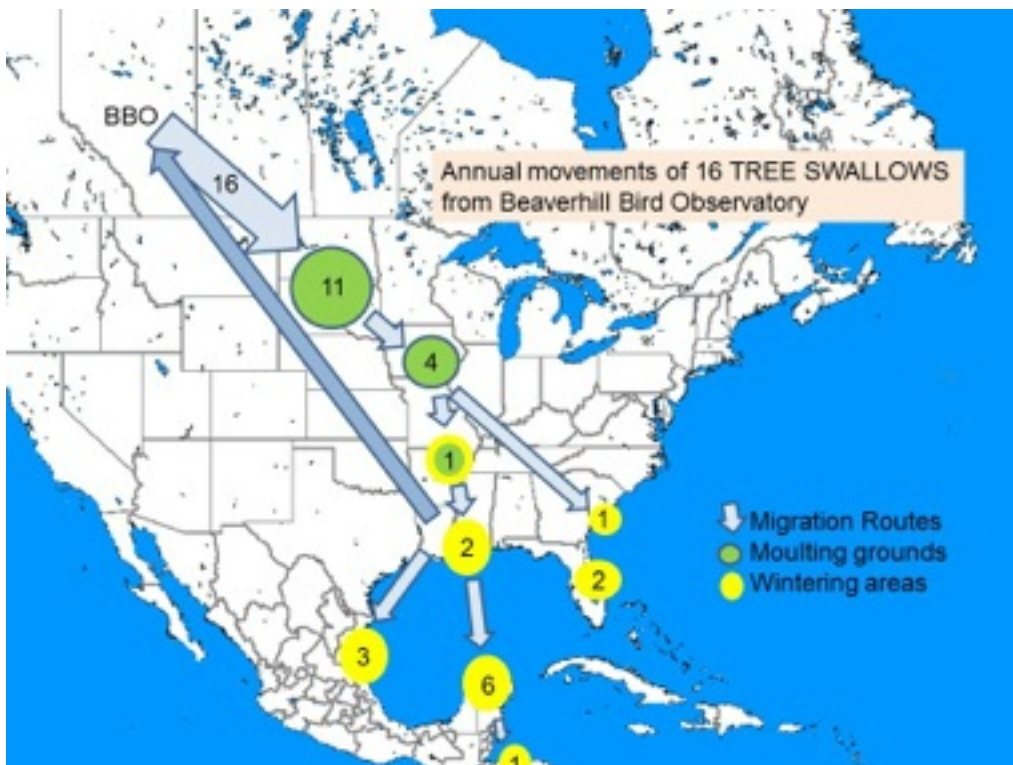 BBO
16
Annual movements of 16 TREE SWALLOWS
from Beaverhill Bird Observatory
11
4
1
1
Migration Routes
2
Moulting grounds
2
Wintering areas
3
6
1